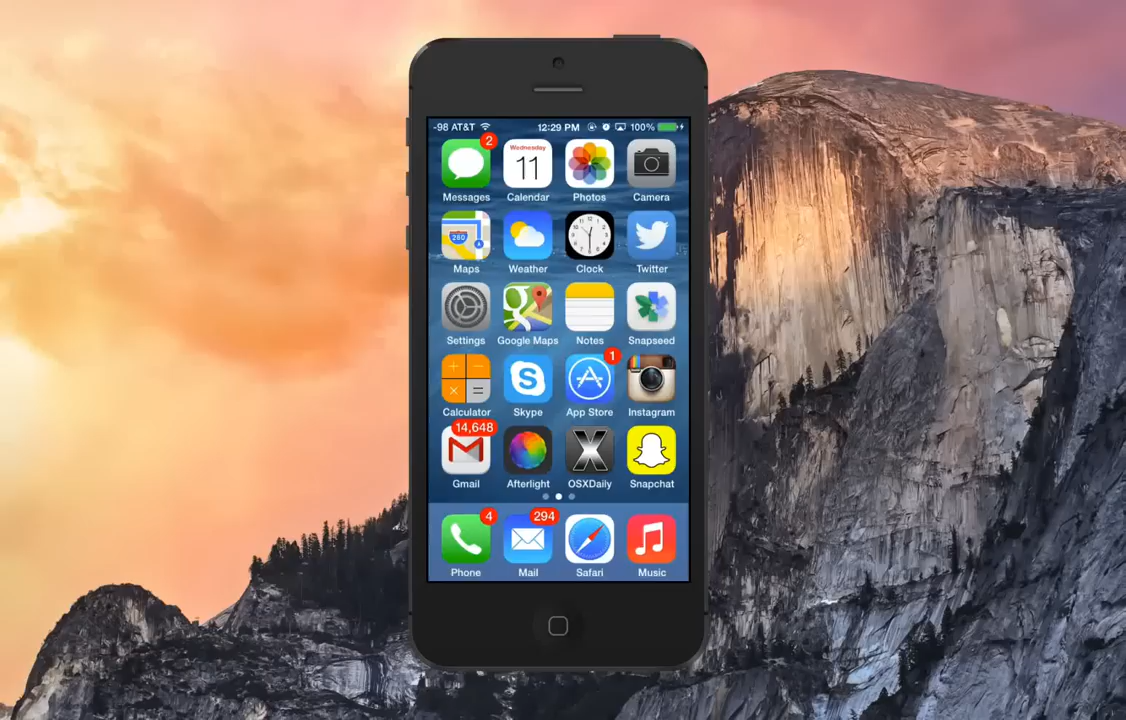 -98 AT&T 12:29 PM 100%
2
Wednesday
11
Messages Calendar Photos Camera
280
Maps Weather Clock Twitter
Settings Google Maps Notes Snapseed
1
Calculator Skype App Store Instagram
14,648
X
Gmail Afterlight OSXDaily Snapchat
4 294
Phone Mail Safari Music